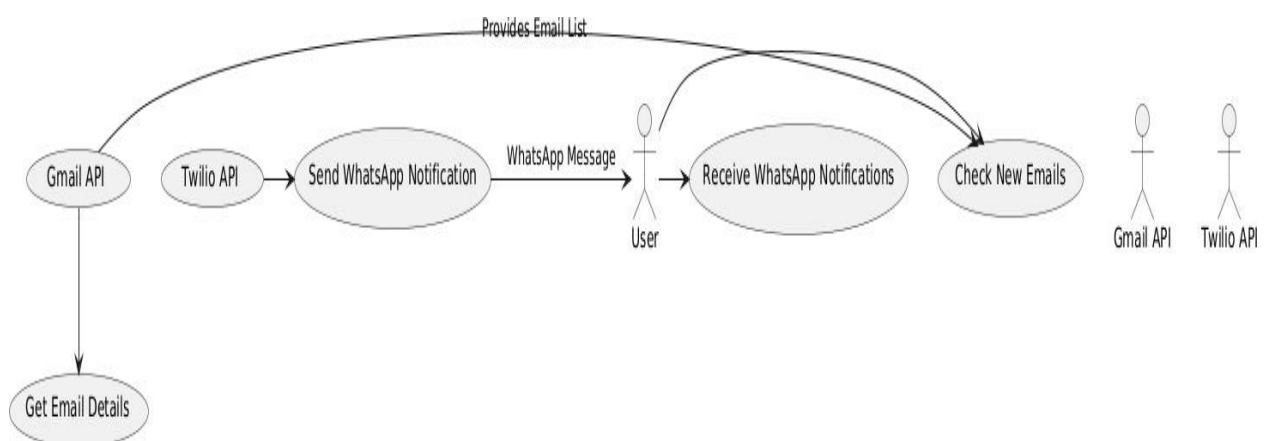 Provides Email List
Gmail API
Twilio API
Send WhatsApp Notification
WhatsApp Message
User
Receive WhatsApp Notifications
Check New Emails
Gmail API
Twilio API
Get Email Details